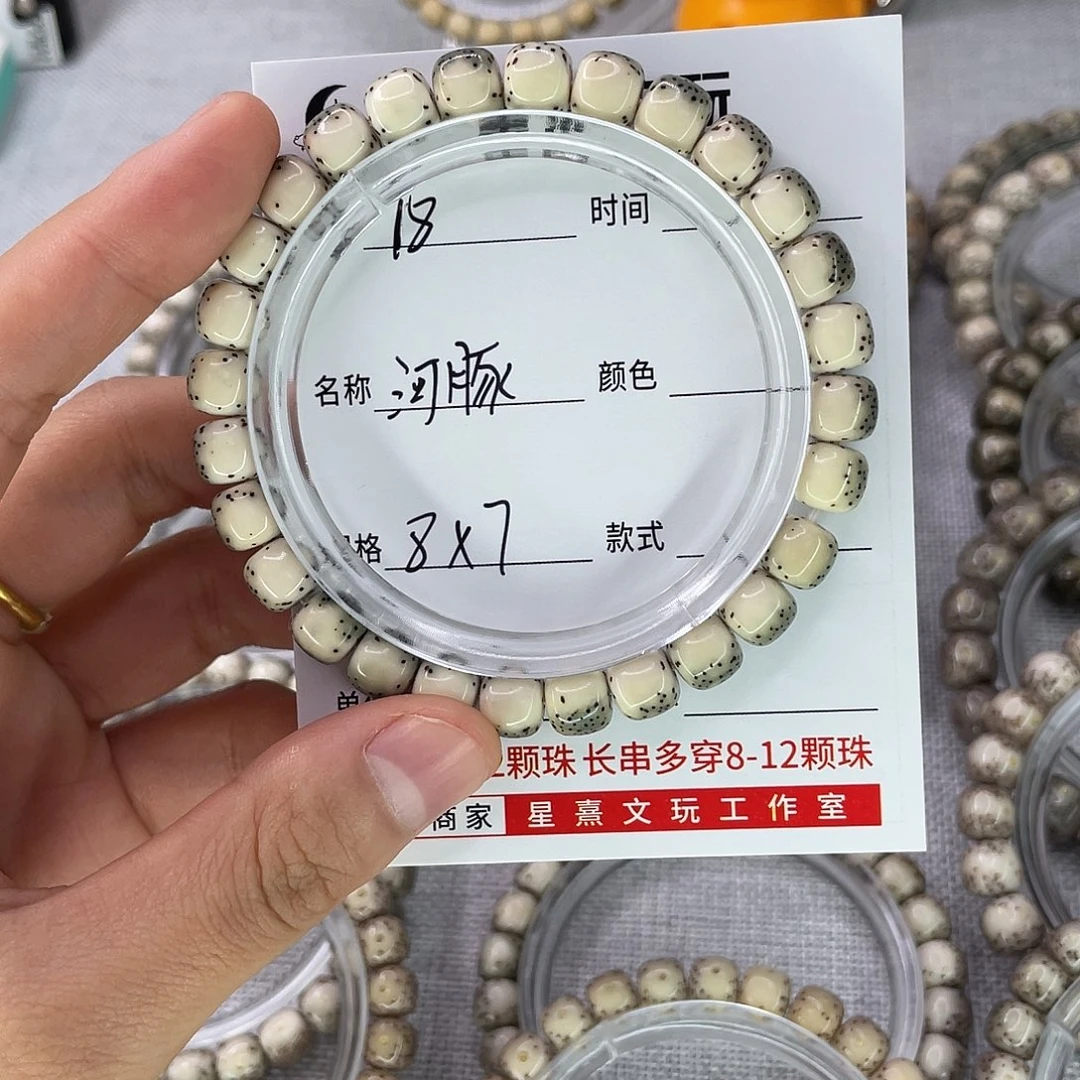 玩
18 时间
名称 河豚 颜色
格 8X7 款式
颗珠 长串多穿8-12颗珠
商家 星熹文玩工作室